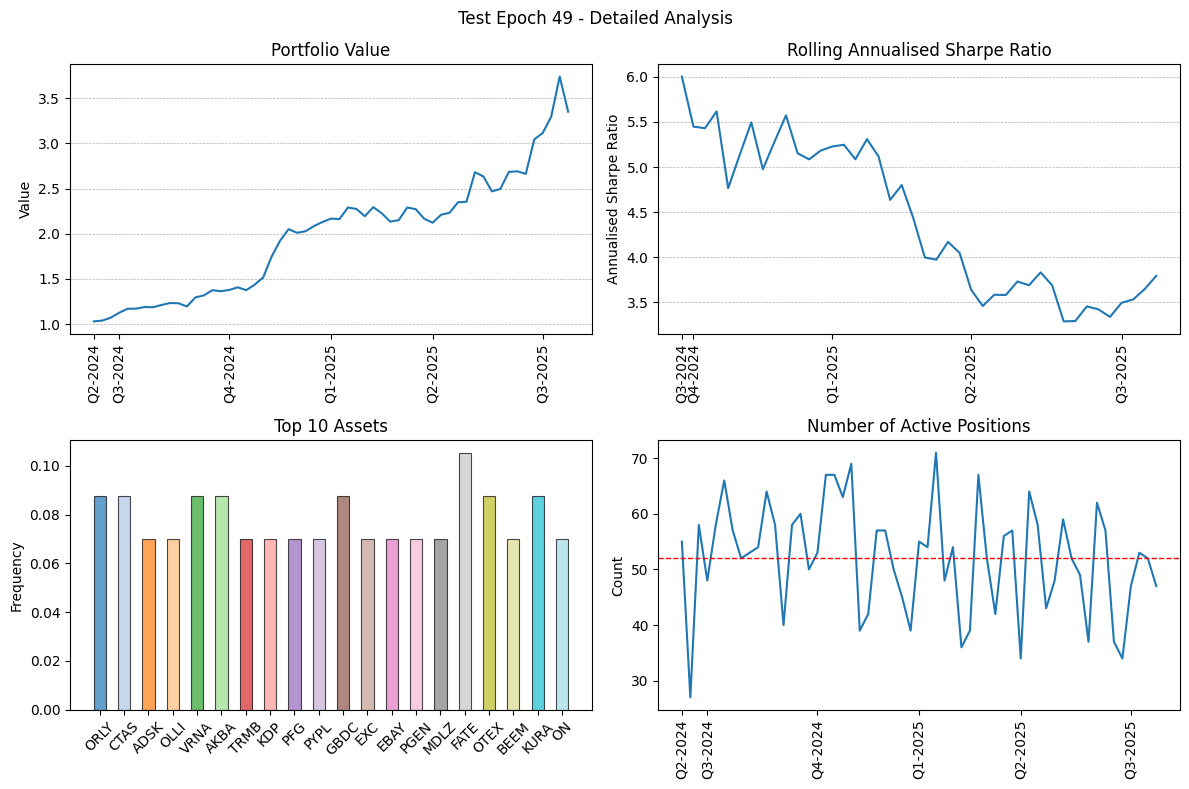 Test Epoch 49 - Detailed Analysis
Portfolio Value
Value
3.5
3.0
2.5
2.0
1.5
1.0
Q2-2024
Q3-2024
Q4-2024
Q1-2025
Q2-2025
Q3-2025
Rolling Annualised Sharpe Ratio
Annualised Sharpe Ratio
6.0
5.5
5.0
4.5
4.0
3.5
Q3-2024
Q4-2024
Q1-2025
Q2-2025
Q3-2025
Top 10 Assets
Frequency
0.10
0.08
0.06
0.04
0.02
0.00
ORLY
CTAS
ADSK
OLLI
VRNA
AKBA
TRMB
KDP
PFG
PYPL
GBDC
EXC
EBAY
PGEN
MDLZ
FATE
OTEX
BEEM
KURA
ON
Number of Active Positions
Count
70
60
50
40
30
Q2-2024
Q3-2024
Q4-2024
Q1-2025
Q2-2025
Q3-2025